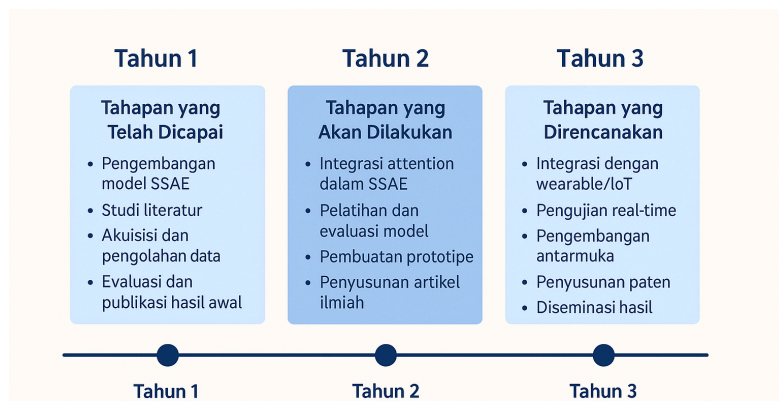 Tahun 1
Tahapan yang
Telah Dicapai
• Pengembangan
model SSAE
• Studi literatur
• Akuisisi dan
pengolahan data
• Evaluasi dan
publikasi hasil awal
Tahun 2
Tahapan yang
Akan Dilakukan
• Integrasi attention
dalam SSAE
• Pelatihan dan
evaluasi model
• Pembuatan prototipe
• Penyusunan artikel
ilmiah
Tahun 3
Tahapan yang
Direncanakan
• Integrasi dengan
wearable/IoT
• Pengujian real-time
• Pengembangan
antarmuka
• Penyusunan paten
• Diseminasi hasil
Tahun 1
Tahun 2
Tahun 3